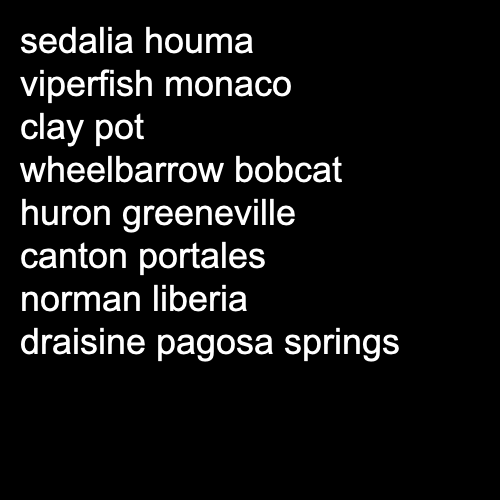 sedalia houma
viperfish monaco
clay pot
wheelbarrow bobcat
huron greeneville
canton portales
norman liberia
draisine pagosa springs